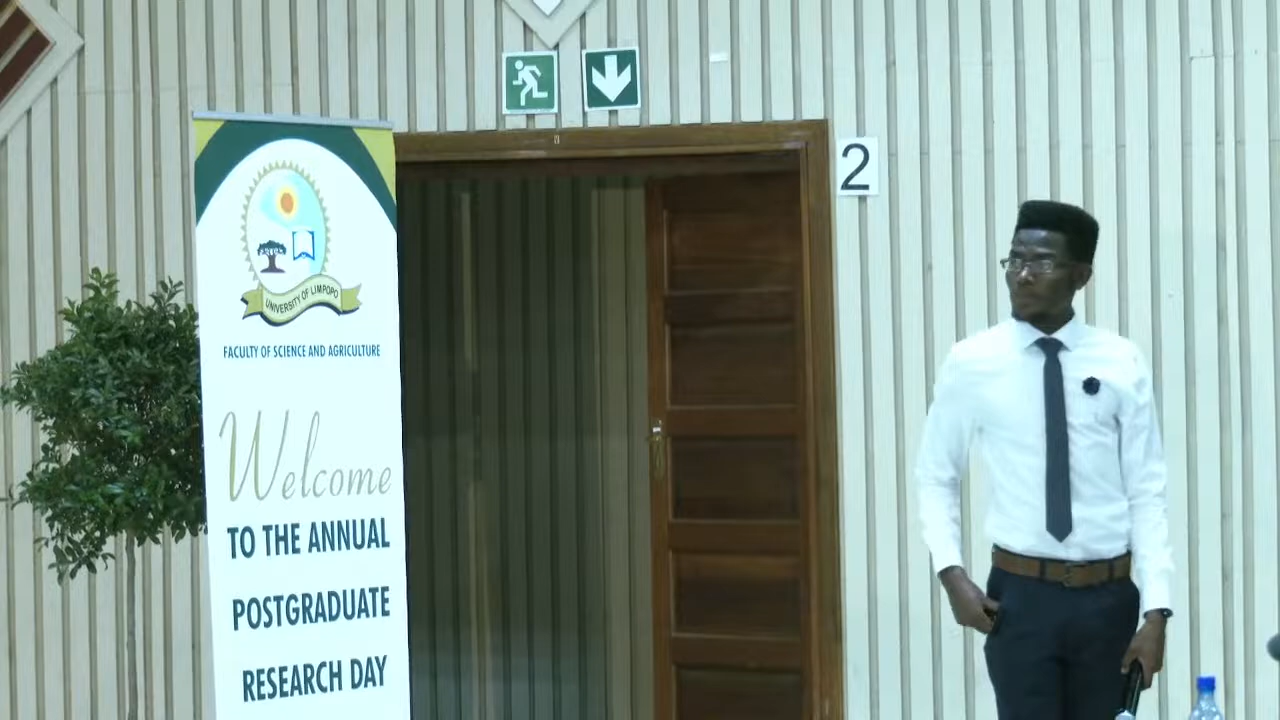 2
UNIVERSITY OF LIMPOPO
FACULTY OF SCIENCE AND AGRICULTURE
Welcome
TO THE ANNUAL
POSTGRADUATE
RESEARCH DAY